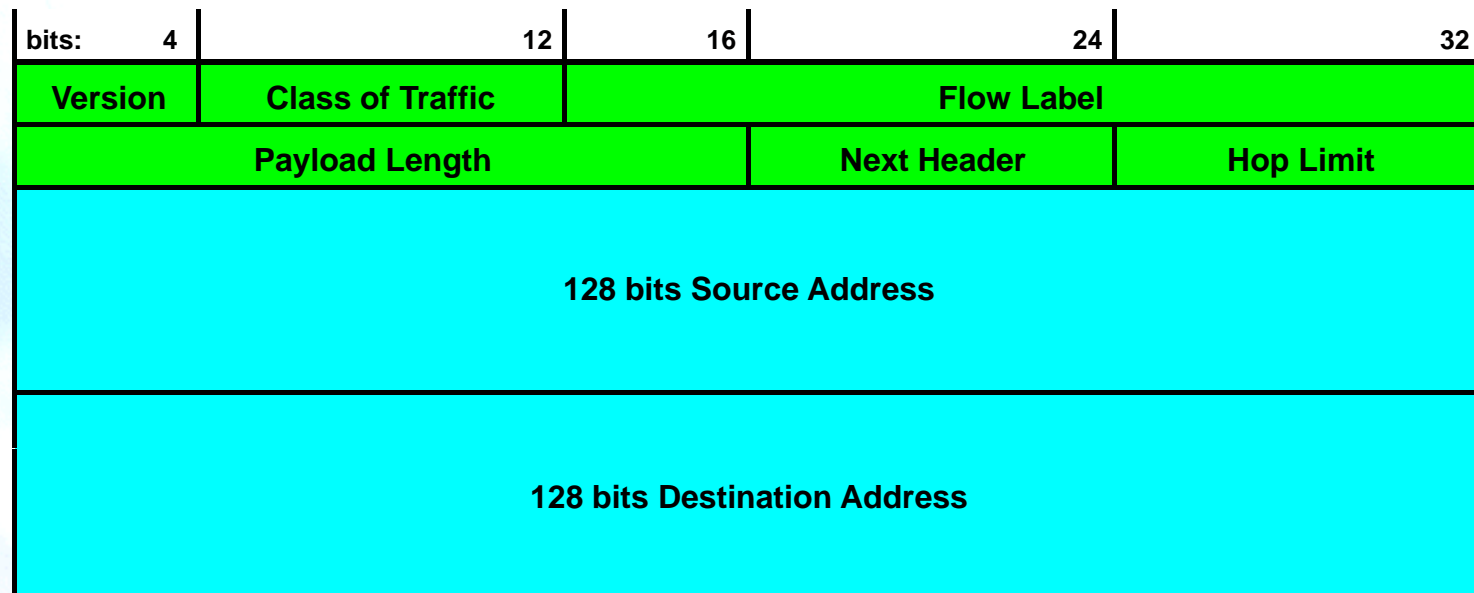 bits: 4 12 16 24 32
Version Class of Traffic Flow Label
Payload Length Next Header Hop Limit
128 bits Source Address
128 bits Destination Address